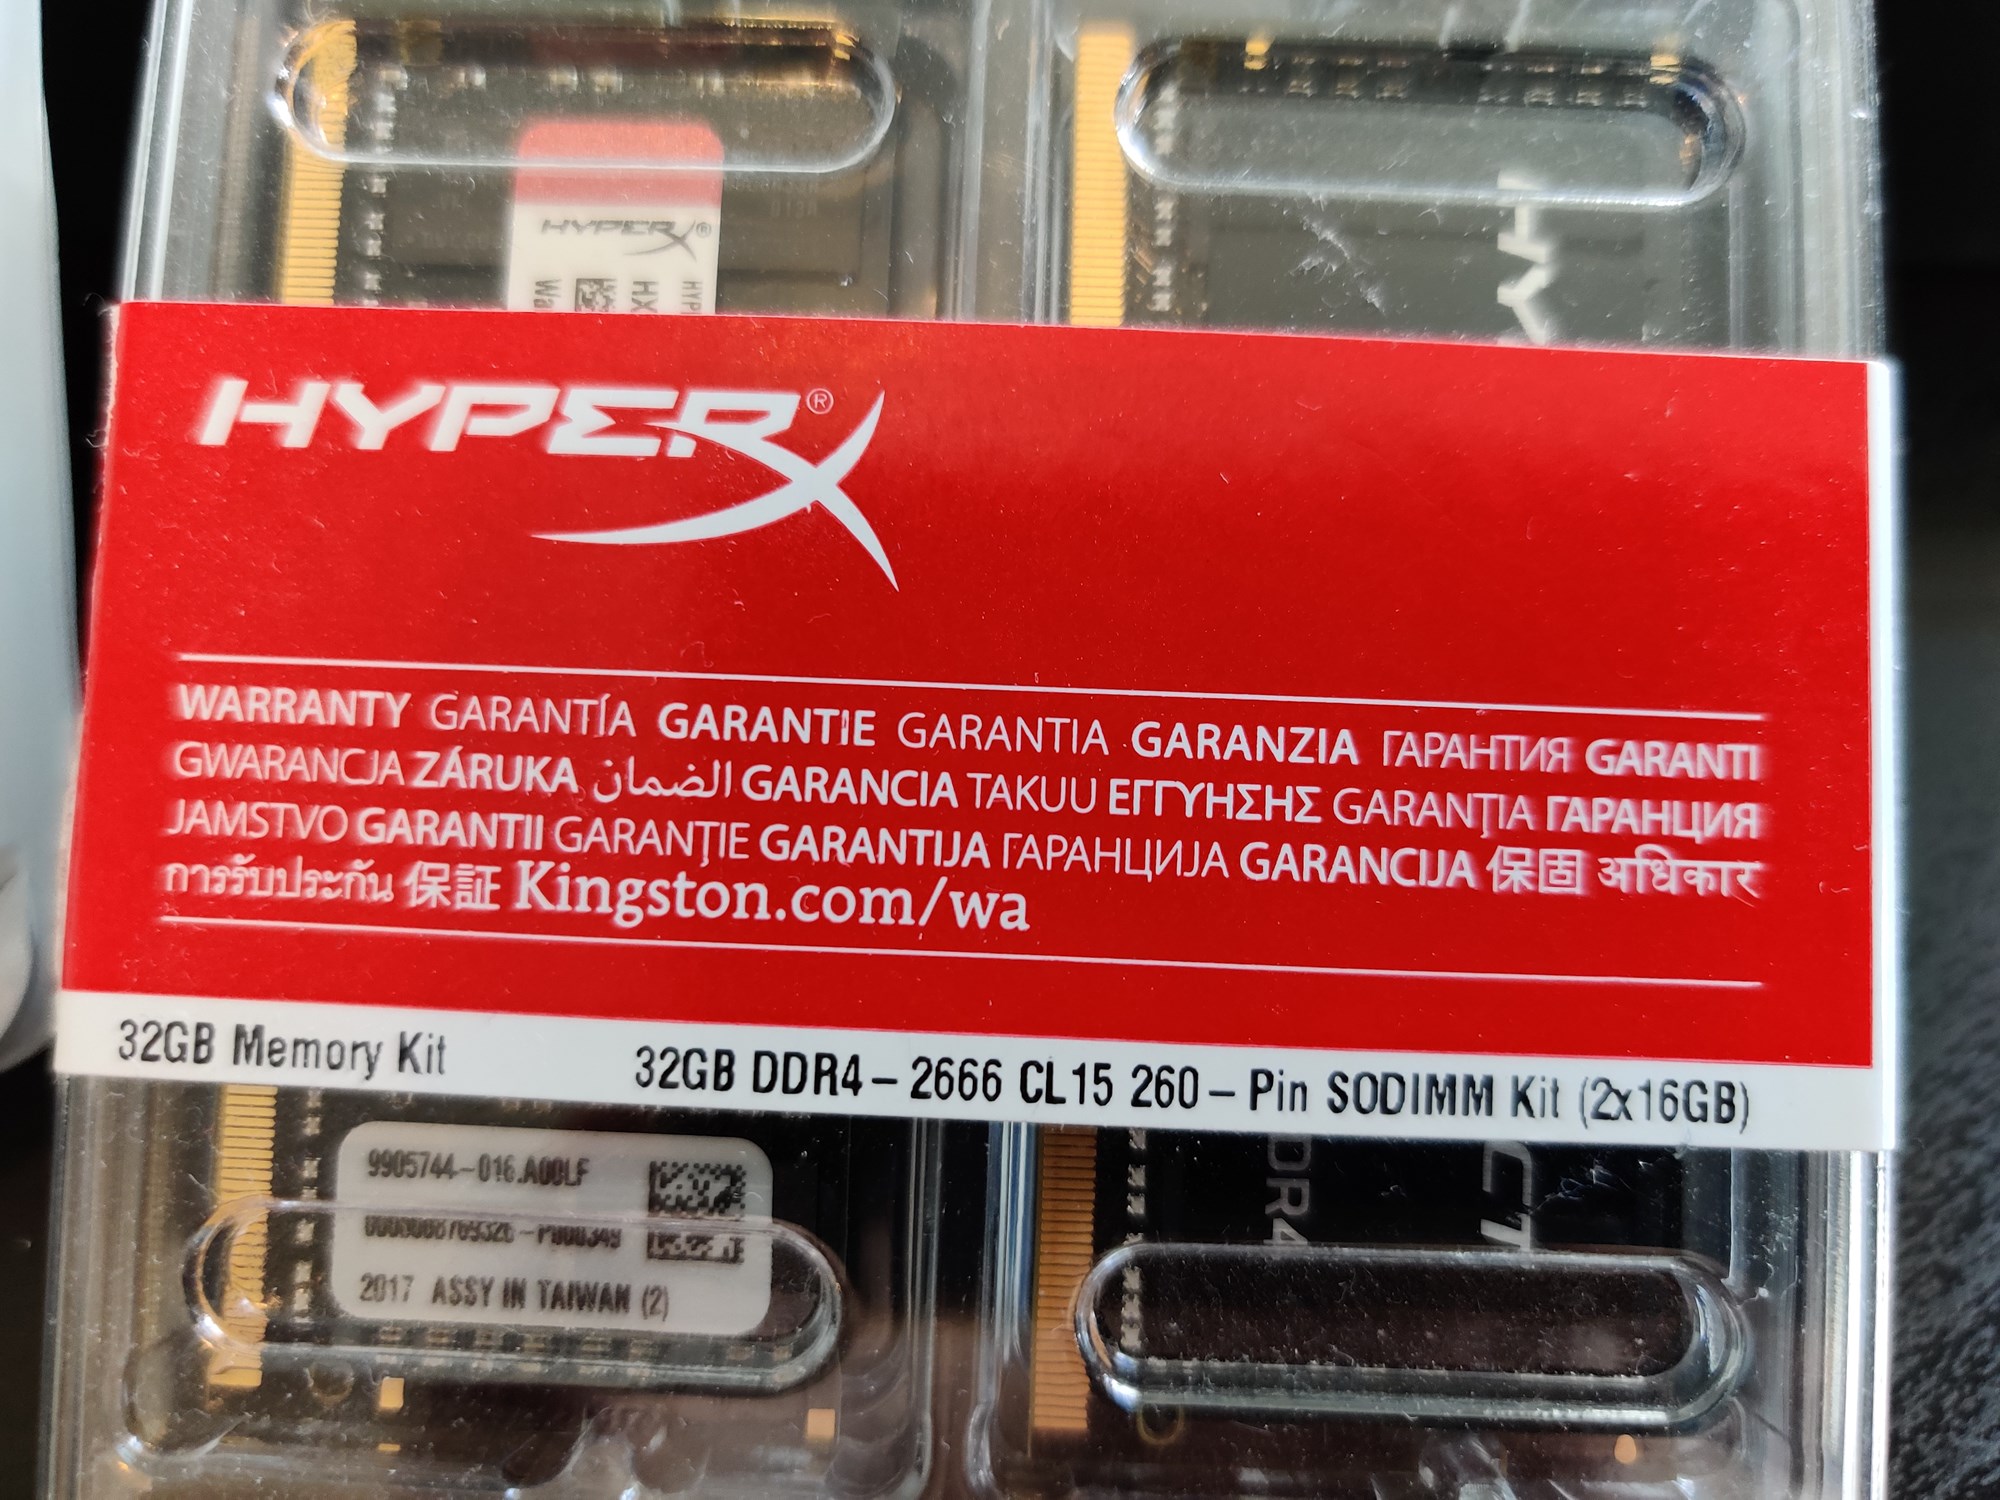 HYPERX®
HYPERX®
WARRANTY GARANTÍA GARANTIE GARANTIA GARANZIA ГАРАНТИЯ GARANTI
GWARANCJA ZÁRUKA الضمان GARANCIA TAKUU ΕΓΓΥΗΣΗΣ GARANŢIA ГАРАНЦИЯ
JAMSTVO GARANTII GARANŢIE GARANTIJA ГАРАНЦИЈА GARANCIJA 保固 अधिकार
การรับประกัน 保証 Kingston.com/wa
32GB Memory Kit 32GB DDR4-2666 CL15 260-Pin SODIMM Kit (2x16GB)
9905744-016.A00LF
2017 ASSY IN TAIWAN (2)
DR4
CT